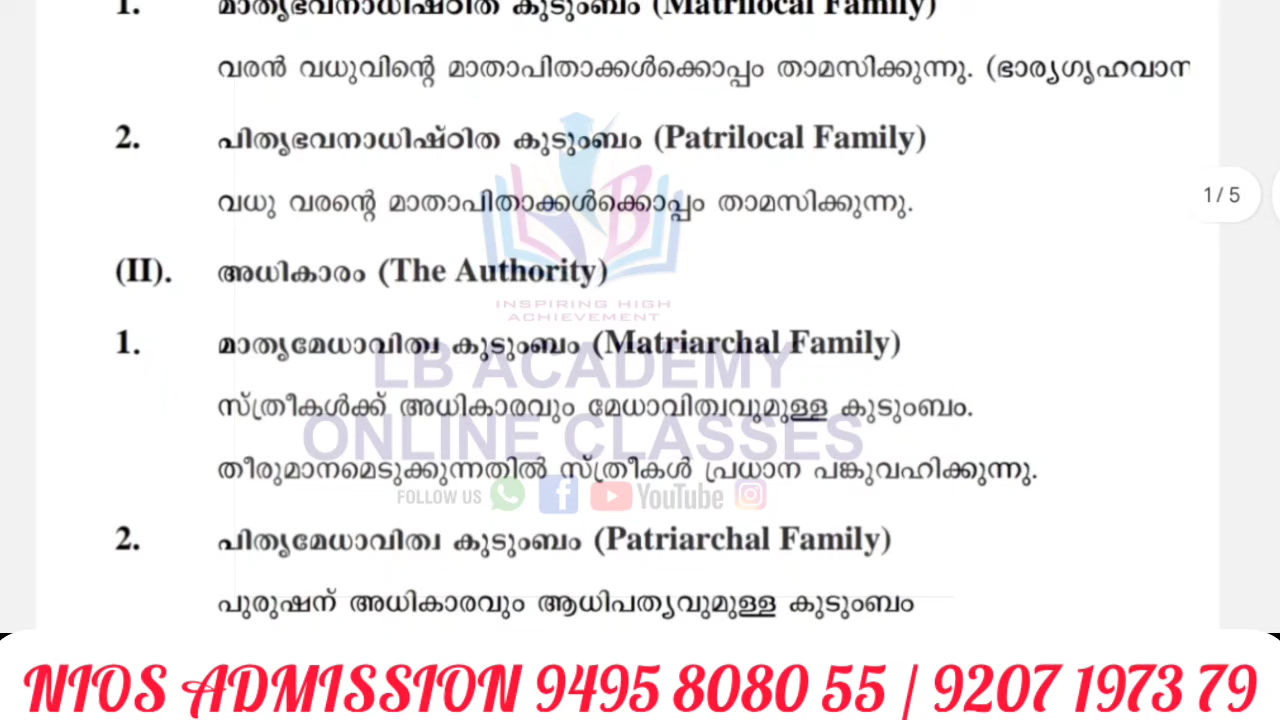 1. മാതൃഭവനാധിഷ്ഠിത കുടുംബം (Matrilocal Family)
വരൻ വധുവിന്റെ മാതാപിതാക്കൾക്കൊപ്പം താമസിക്കുന്നു. (ഭാര്യഗൃഹവാസ
2. പിതൃഭവനാധിഷ്ഠിത കുടുംബം (Patrilocal Family)
1/5
വധു വരന്റെ മാതാപിതാക്കൾക്കൊപ്പം താമസിക്കുന്നു.
(II). അധികാരം (The Authority)
INSPIRING HIGH
ACHIEVEMENT
1. മാതൃമേധാവിത്വ കുടുംബം (Matriarchal Family)
LB ACADEMY
സ്ത്രീകൾക്ക് അധികാരവും മേധാവിത്വവുമുള്ള കുടുംബം.
ONLINE CLASSES
തീരുമാനമെടുക്കുന്നതിൽ സ്ത്രീകൾ പ്രധാന പങ്കുവഹിക്കുന്നു.
FOLLOW US YouTube
2. പിതൃമേധാവിത്വ കുടുംബം (Patriarchal Family)
പുരുഷന് അധികാരവും ആധിപത്യവുമുള്ള കുടുംബം
NIOS ADMISSION 9495 8080 55 / 9207 1973 79